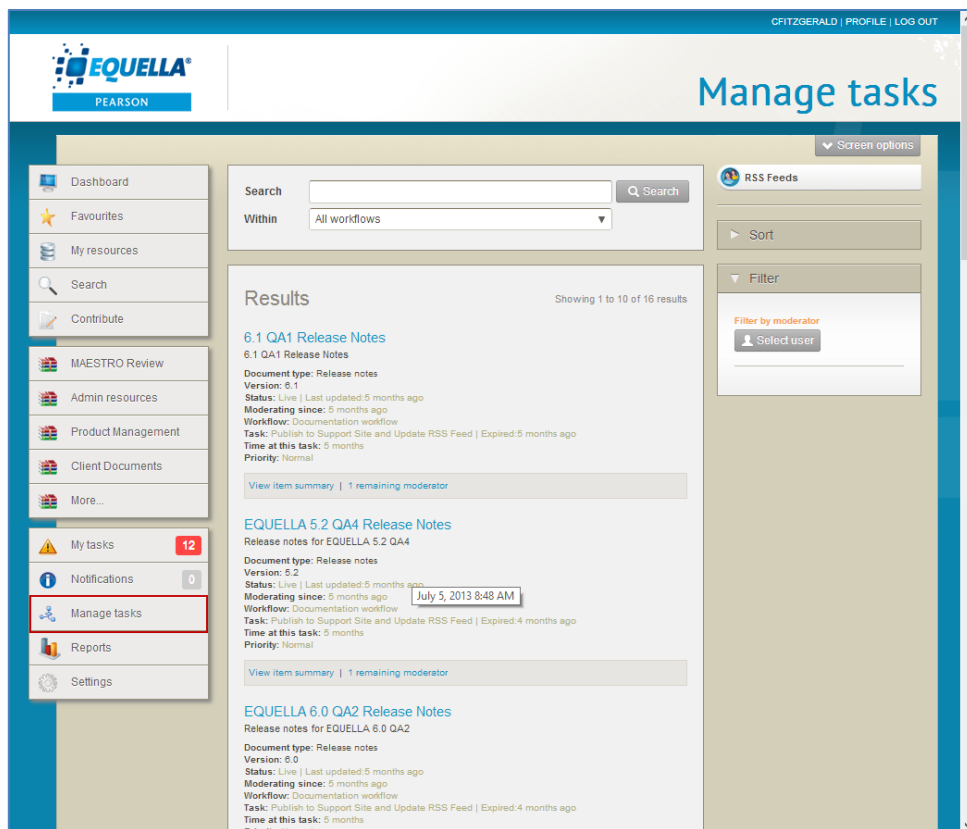 CFITZGERALD | PROFILE | LOG OUT
EQUELLA®
PEARSON
Manage tasks
Screen options
Dashboard
Favourites
My resources
Search
Contribute
MAESTRO Review
Admin resources
Product Management
Client Documents
More...
My tasks 12
Notifications 0
Manage tasks
Reports
Settings
Search Search
Within All workflows
Results Showing 1 to 10 of 16 results
6.1 QA1 Release Notes
6.1 QA1 Release Notes
Document type: Release notes
Version: 6.1
Status: Live | Last updated:5 months ago
Moderating since: 5 months ago
Workflow: Documentation workflow
Task: Publish to Support Site and Update RSS Feed | Expired:5 months ago
Time at this task: 5 months
Priority: Normal
View item summary | 1 remaining moderator
EQUELLA 5.2 QA4 Release Notes
Release notes for EQUELLA 5.2 QA4
Document type: Release notes
Version: 5.2
Status: Live | Last updated:5 months ago
Moderating since: 5 months ago
July 5, 2013 8:48 AM
Workflow: Documentation workflow
Task: Publish to Support Site and Update RSS Feed | Expired:4 months ago
Time at this task: 5 months
Priority: Normal
View item summary | 1 remaining moderator
EQUELLA 6.0 QA2 Release Notes
Release notes for EQUELLA 6.0 QA2
Document type: Release notes
Version: 6.0
Status: Live | Last updated:5 months ago
Moderating since: 5 months ago
Workflow: Documentation workflow
Task: Publish to Support Site and Update RSS Feed | Expired:4 months ago
Time at this task: 5 months
RSS Feeds
Sort
Filter
Filter by moderator
Select user